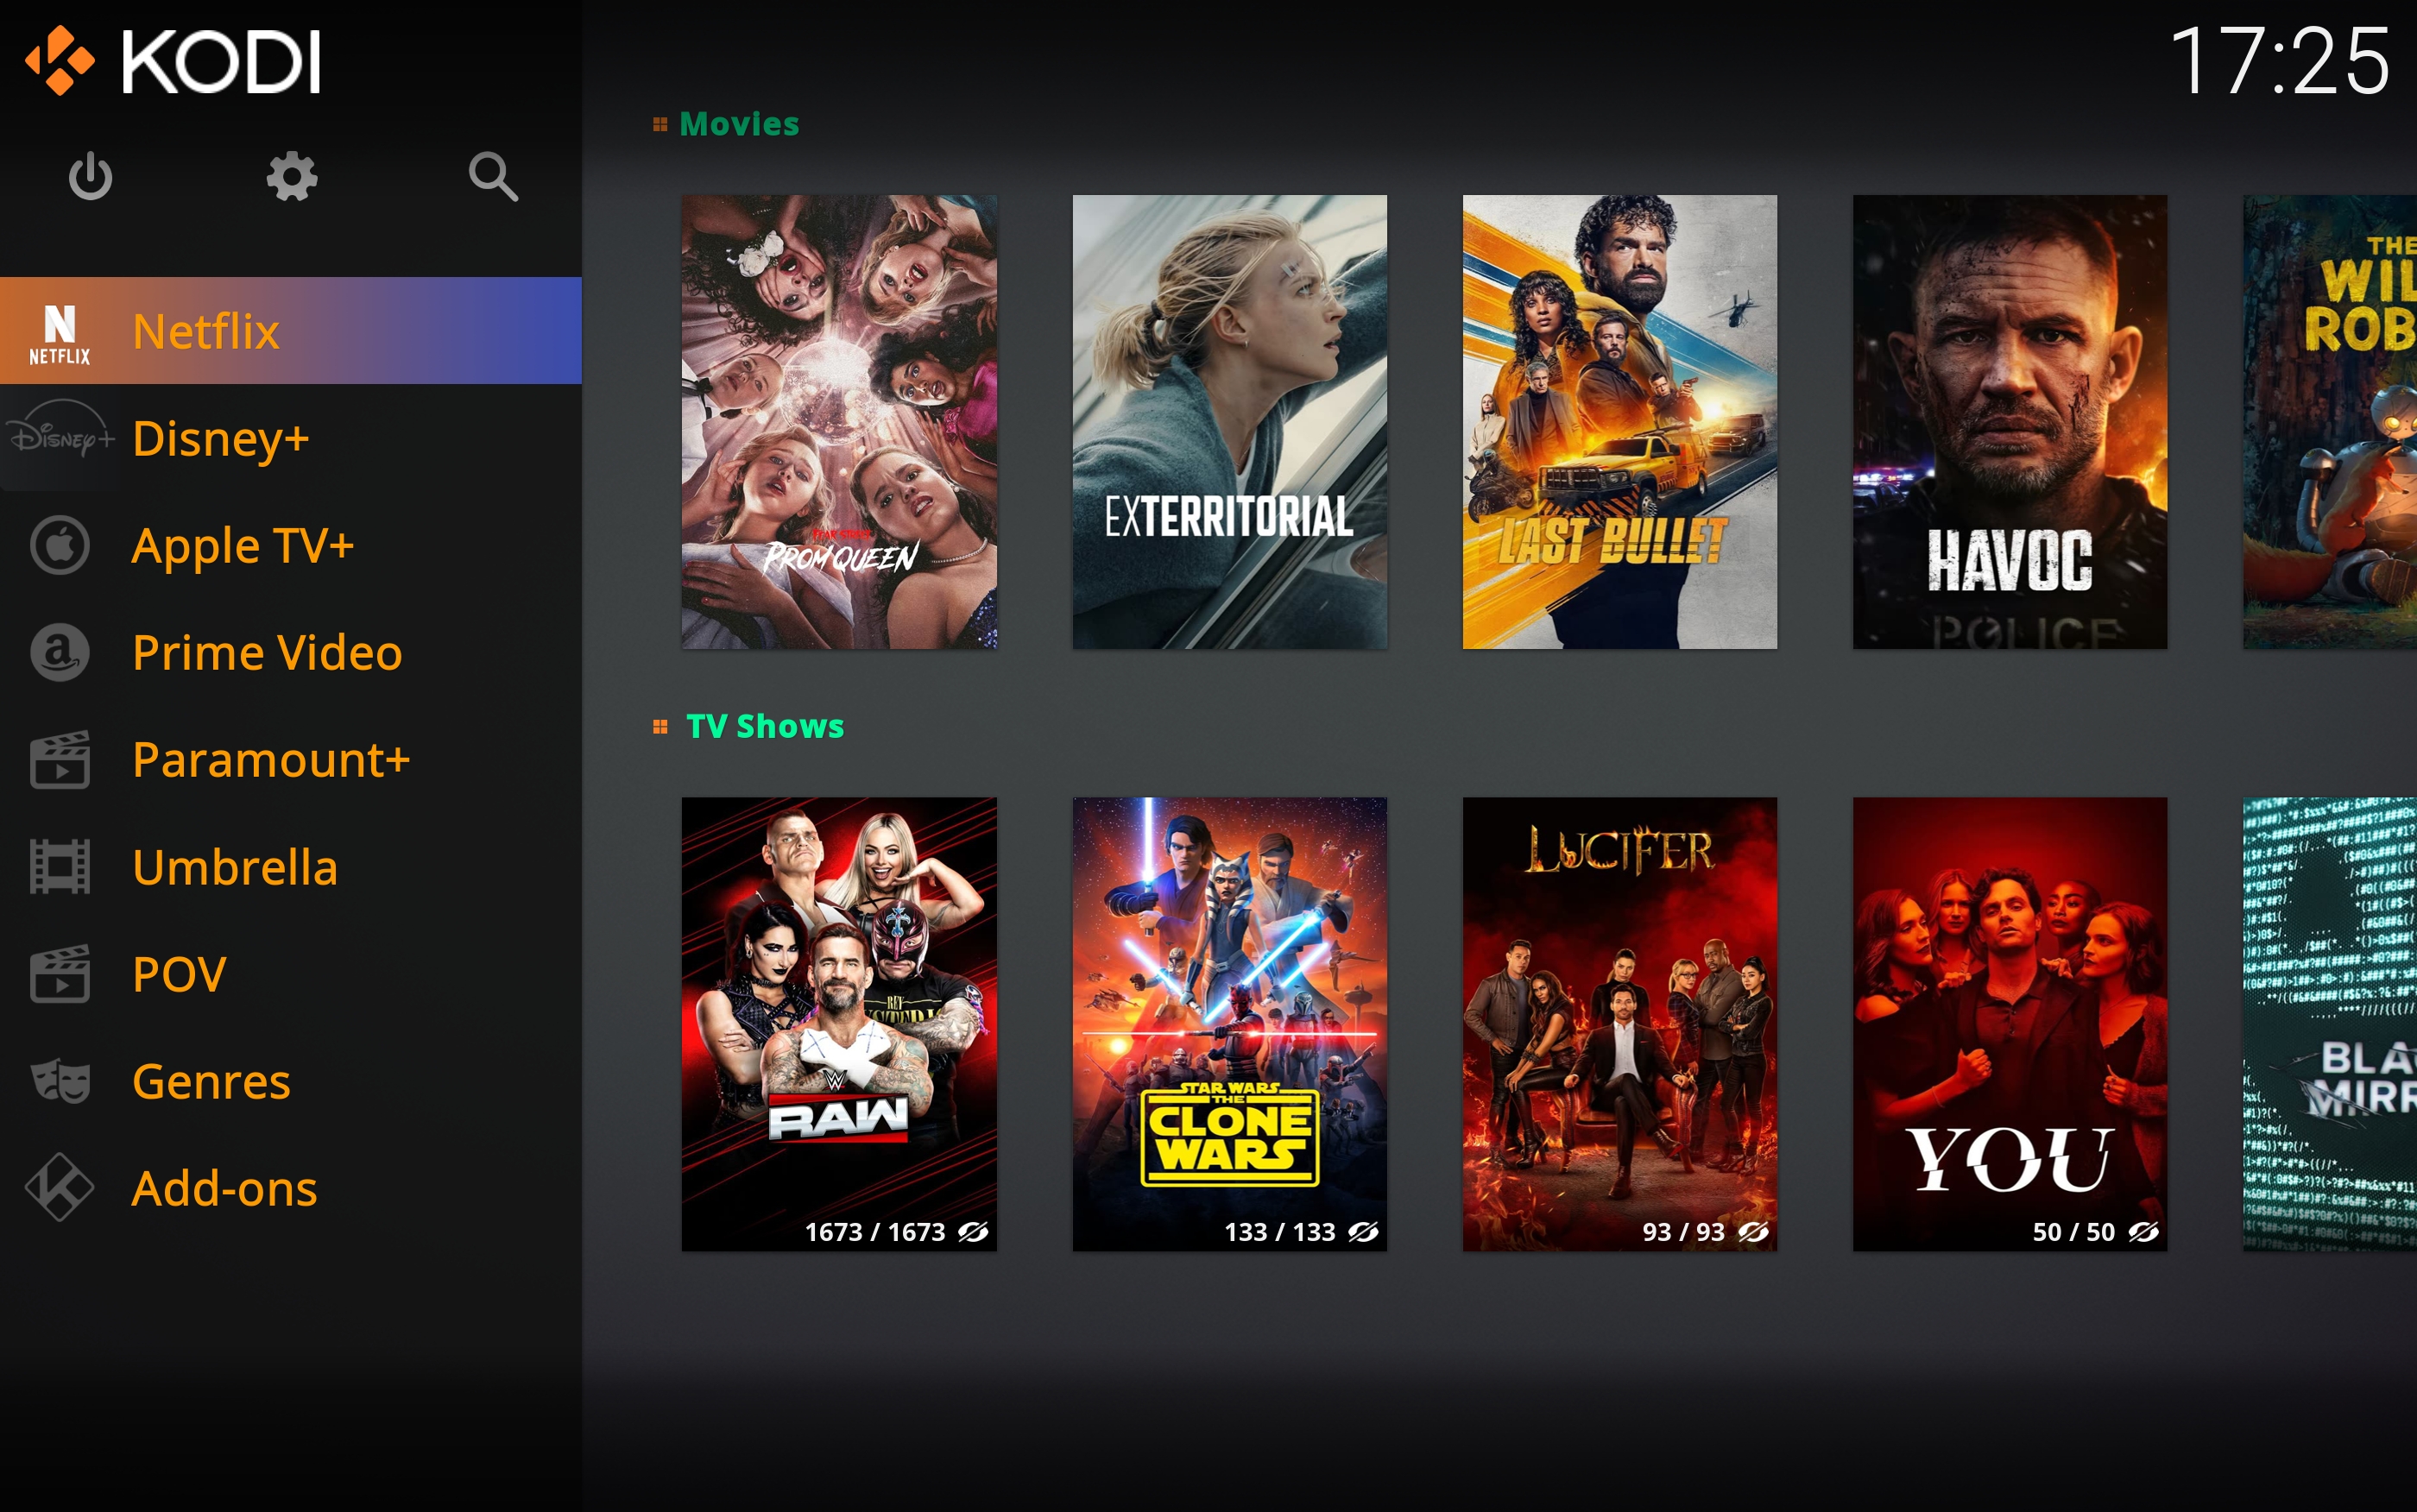 KODI
17:25
Movies
NETFLIX
Netflix
Disney+
Disney+
Apple TV+
Prime Video
Paramount+
Umbrella
POV
Genres
Add-ons
FEAR STREET
PROM QUEEN
EXTERRITORIAL
LAST BULLET
HAVOC
POLICE
THE
WIL
ROB
TV Shows
RAW
1673 / 1673
STAR WARS
THE
CLONE
WARS
133 / 133
LUCIFER
93 / 93
YOU
50 / 50
BLA
MIRR